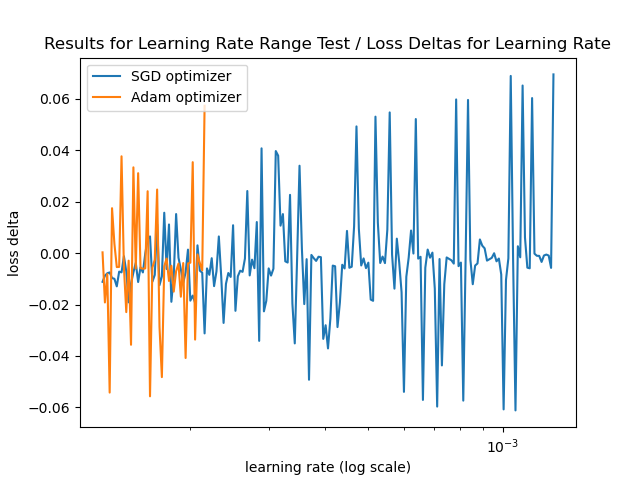 Results for Learning Rate Range Test / Loss Deltas for Learning Rate
SGD optimizer
Adam optimizer
0.06
0.04
0.02
0.00
−0.02
−0.04
−0.06
loss delta
10⁻³
learning rate (log scale)